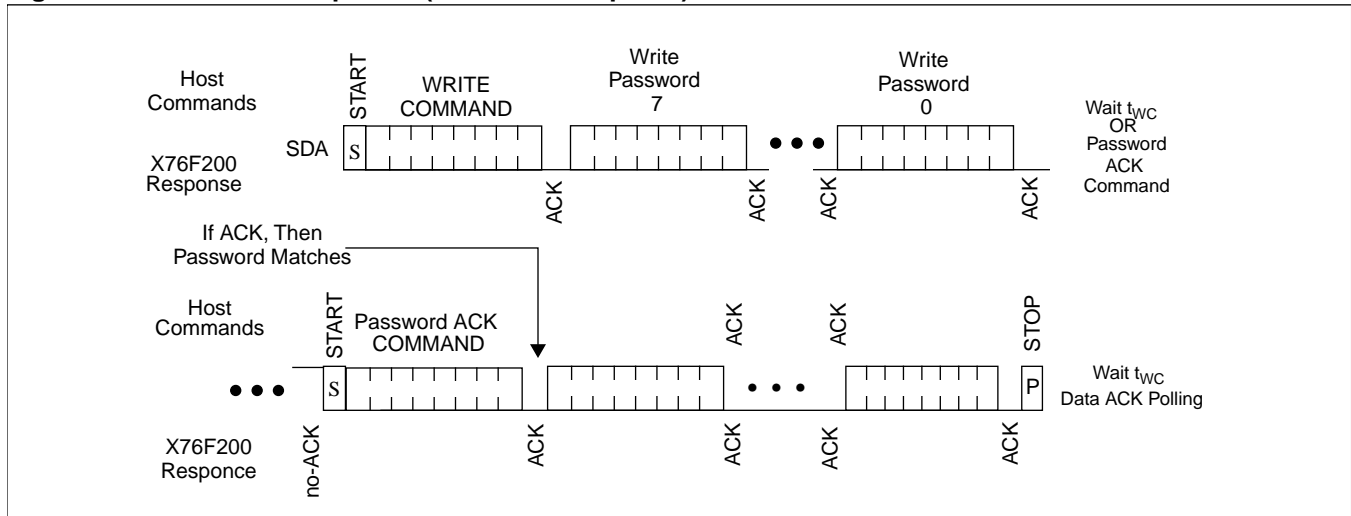 Host
Commands
START
WRITE
COMMAND
Write
Password
7
Write
Password
0
Wait tWC
OR
Password
ACK
Command
SDA
S
X76F200
Response
ACK
ACK
ACK
ACK
If ACK, Then
Password Matches
Host
Commands
START
Password ACK
COMMAND
ACK
ACK
STOP
S
P
Wait tWC
Data ACK Polling
X76F200
Responce
no-ACK
ACK
ACK
ACK
ACK